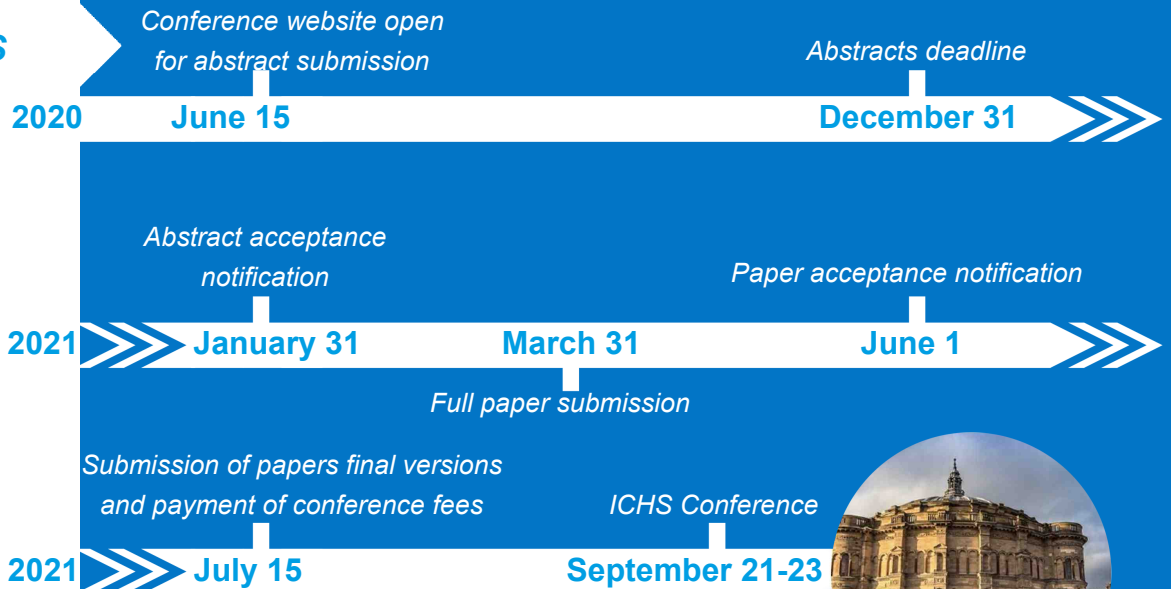 S
Conference website open
for abstract submission
Abstracts deadline
2020
June 15
December 31
Abstract acceptance
notification
Paper acceptance notification
2021
January 31
March 31
June 1
Full paper submission
Submission of papers final versions
and payment of conference fees
ICHS Conference
2021
July 15
September 21-23